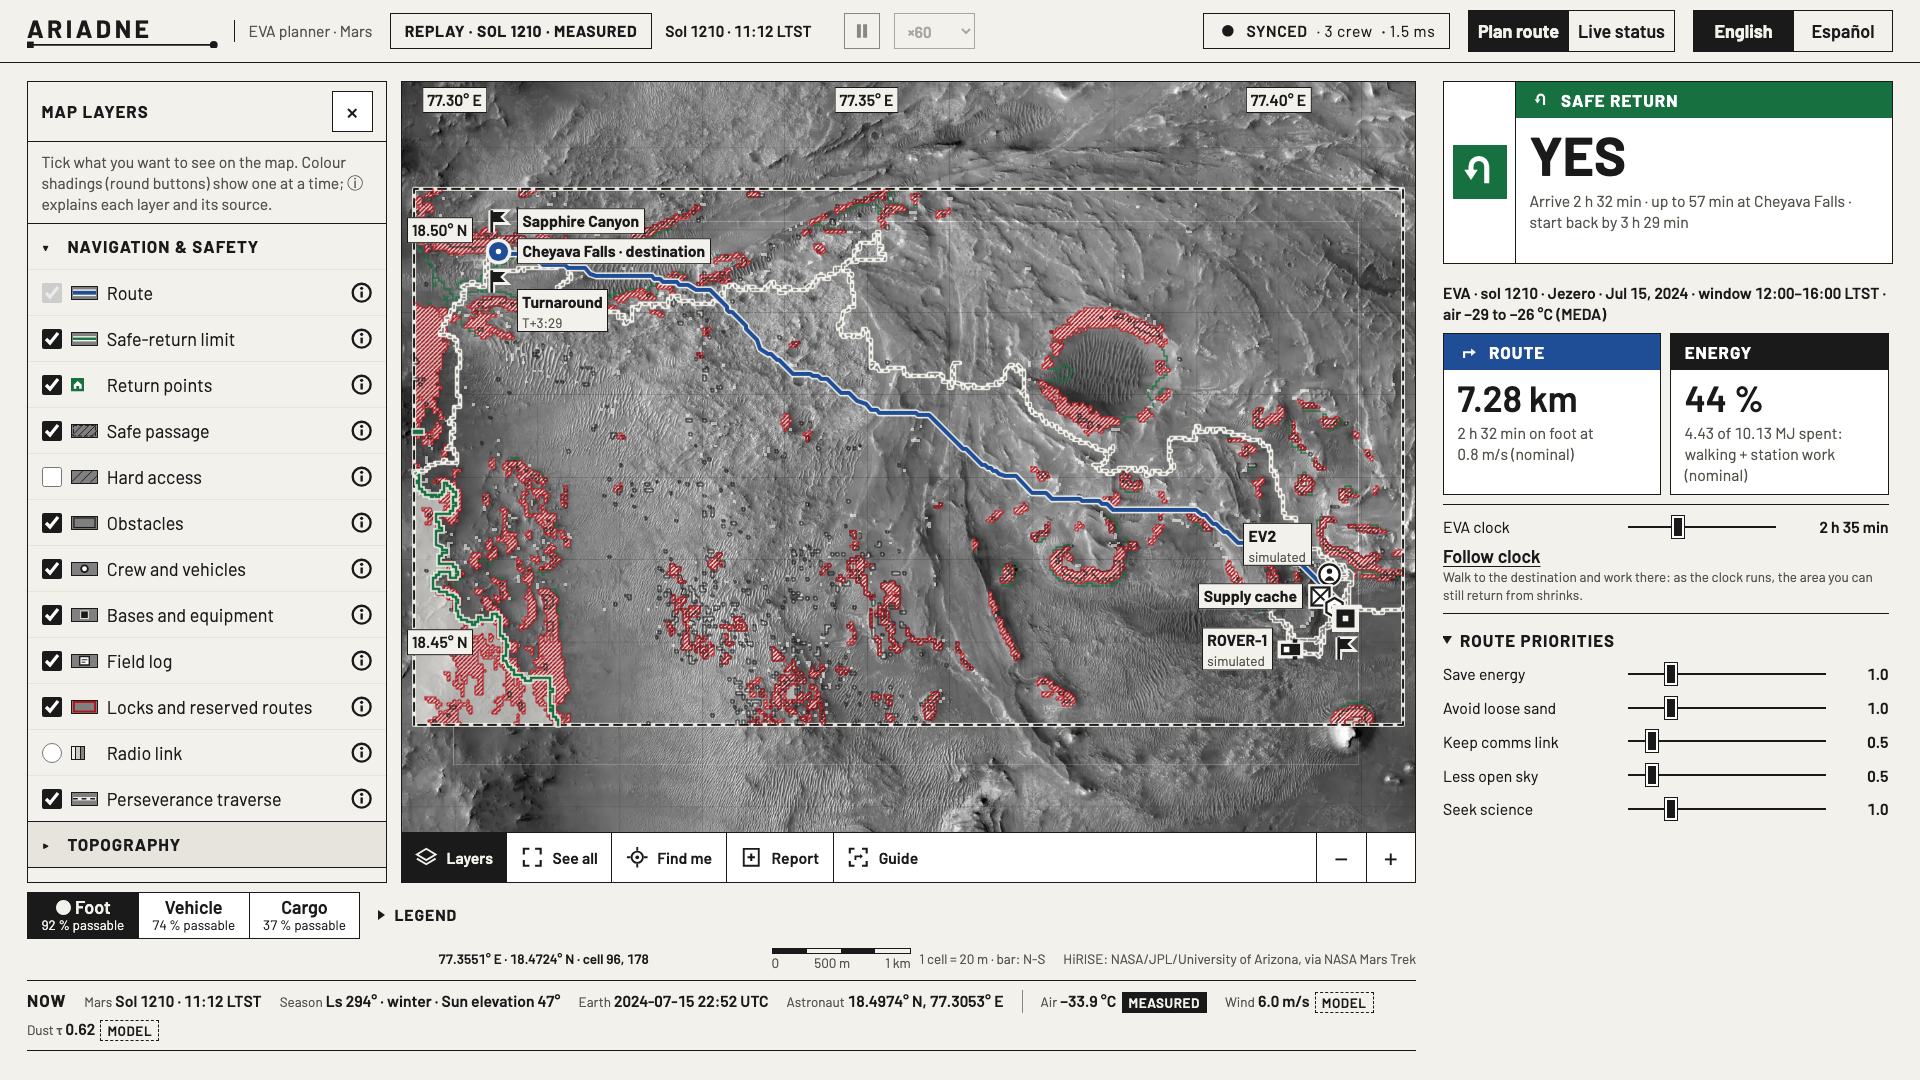 ARIADNE
EVA planner · Mars
REPLAY · SOL 1210 · MEASURED
Sol 1210 · 11:12 LTST
×60
SYNCED · 3 crew · 1.5 ms
Plan route
Live status
English
Español
MAP LAYERS
×
Tick what you want to see on the map. Colour
shadings (round buttons) show one at a time; ⓘ
explains each layer and its source.
NAVIGATION & SAFETY
Route
Safe-return limit
Return points
Safe passage
Hard access
Obstacles
Crew and vehicles
Bases and equipment
Field log
Locks and reserved routes
Radio link
Perseverance traverse
TOPOGRAPHY
77.30° E
77.35° E
77.40° E
18.50° N
18.45° N
Sapphire Canyon
Cheyava Falls · destination
Turnaround
T+3:29
EV2
simulated
Supply cache
ROVER-1
simulated
Layers
See all
Find me
Report
Guide
−
+
Foot
92 % passable
Vehicle
74 % passable
Cargo
37 % passable
LEGEND
77.3551° E · 18.4724° N · cell 96, 178
0 500 m 1 km
1 cell = 20 m · bar: N-S
HiRISE: NASA/JPL/University of Arizona, via NASA Mars Trek
NOW Mars Sol 1210 · 11:12 LTST Season Ls 294° · winter · Sun elevation 47° Earth 2024-07-15 22:52 UTC Astronaut 18.4974° N, 77.3053° E Air −33.9 °C MEASURED Wind 6.0 m/s MODEL
Dust τ 0.62 MODEL
SAFE RETURN
YES
Arrive 2 h 32 min · up to 57 min at Cheyava Falls ·
start back by 3 h 29 min
EVA · sol 1210 · Jezero · Jul 15, 2024 · window 12:00–16:00 LTST ·
air −29 to −26 °C (MEDA)
ROUTE
7.28 km
2 h 32 min on foot at
0.8 m/s (nominal)
ENERGY
44 %
4.43 of 10.13 MJ spent:
walking + station work
(nominal)
EVA clock
2 h 35 min
Follow clock
Walk to the destination and work there: as the clock runs, the area you can
still return from shrinks.
ROUTE PRIORITIES
Save energy 1.0
Avoid loose sand 1.0
Keep comms link 0.5
Less open sky 0.5
Seek science 1.0